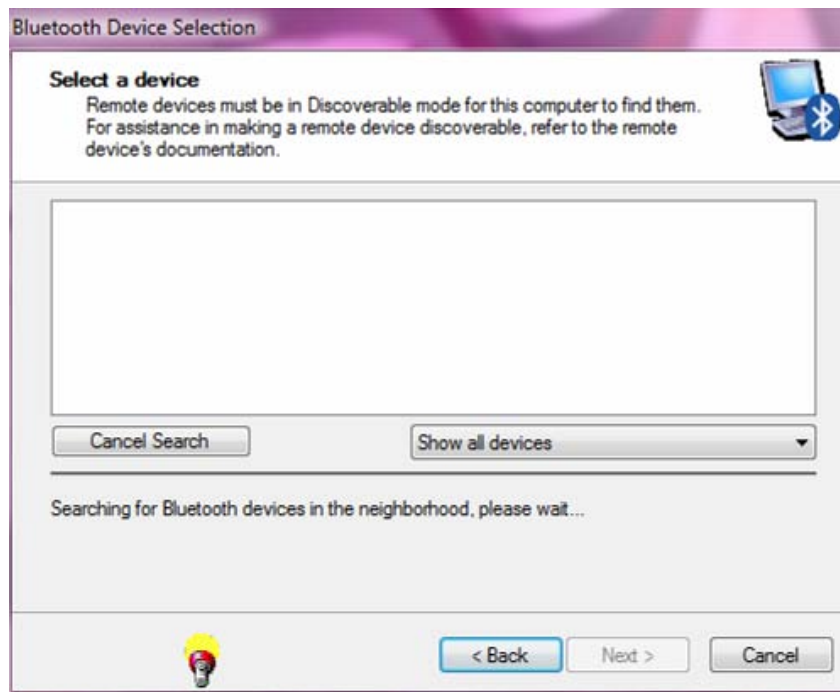 Bluetooth Device Selection
Select a device
Remote devices must be in Discoverable mode for this computer to find them.
For assistance in making a remote device discoverable, refer to the remote
device's documentation.
Cancel Search
Show all devices
Searching for Bluetooth devices in the neighborhood, please wait...
< Back
Next >
Cancel